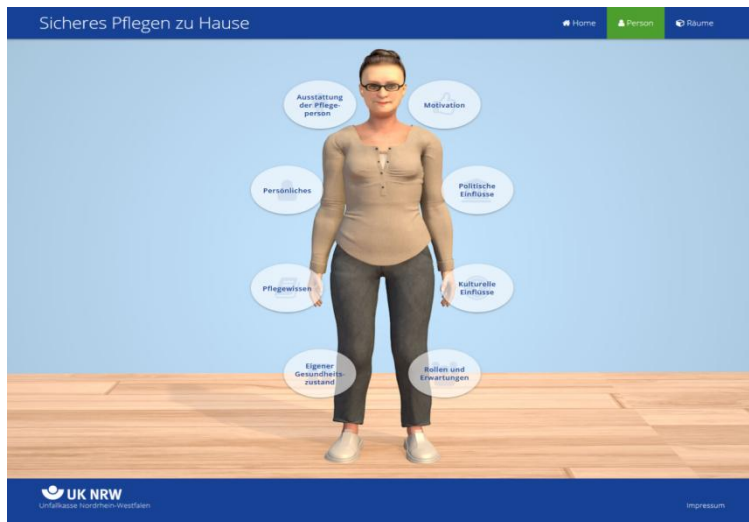 Sicheres Pflegen zu Hause
Home
Person
Räume
Ausstattung
der Pflege-
person
Motivation
Persönliches
Politische
Einflüsse
Pflegewissen
Kulturelle
Einflüsse
Eigener
Gesundheits-
zustand
Rollen und
Erwartungen
UK NRW
Unfallkasse Nordrhein-Westfalen
Impressum